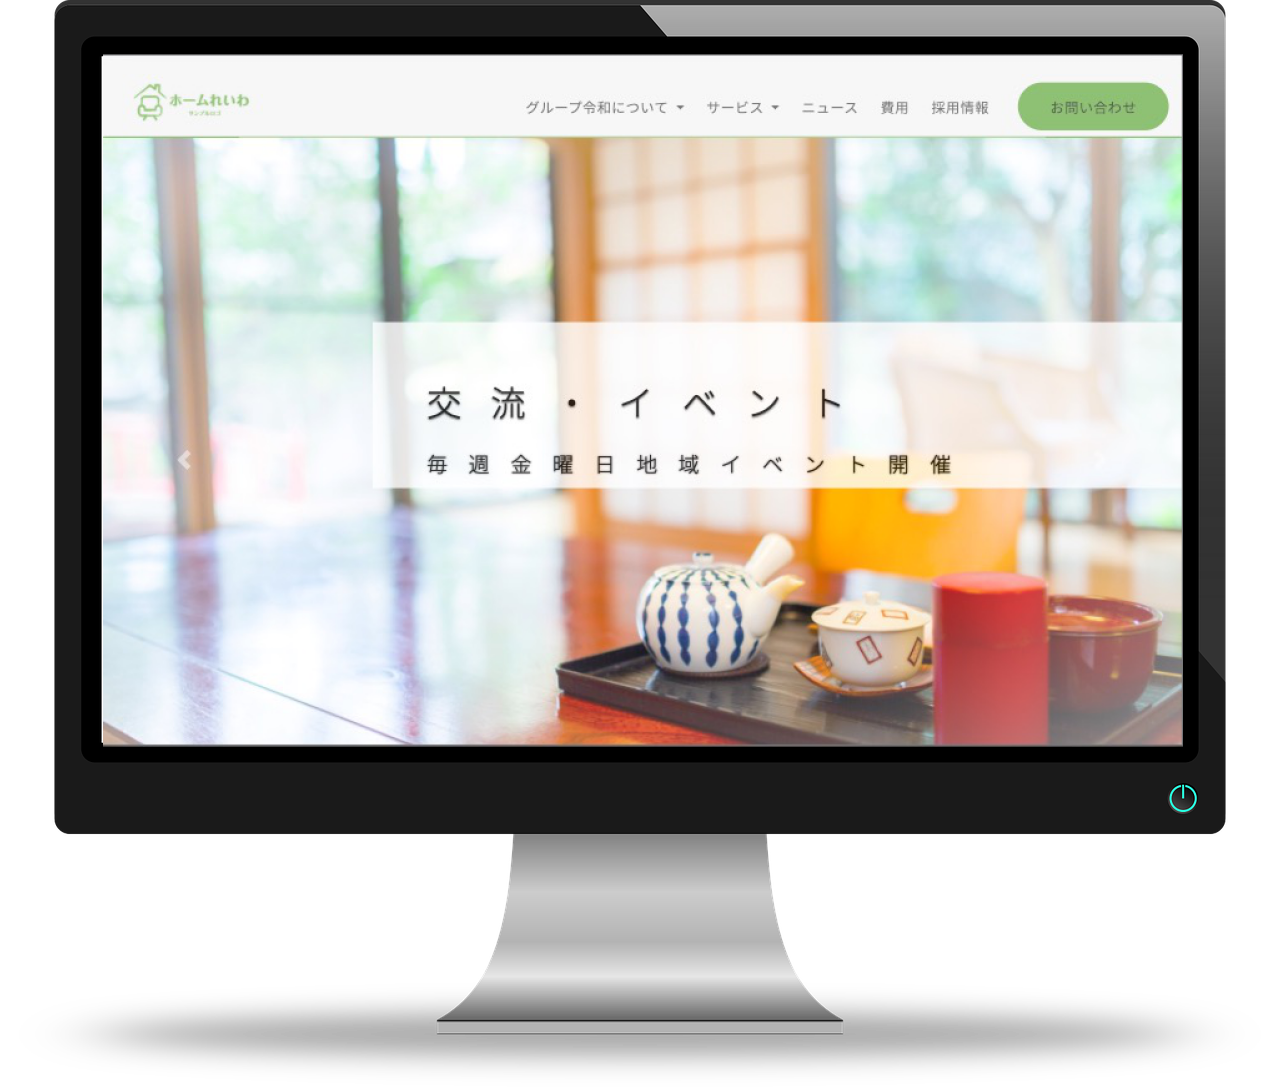 ホームれいわ
サンプルロゴ
グループ令和について サービス ニュース 費用 採用情報 お問い合わせ
交流・イベント
毎週金曜日地域イベント開催